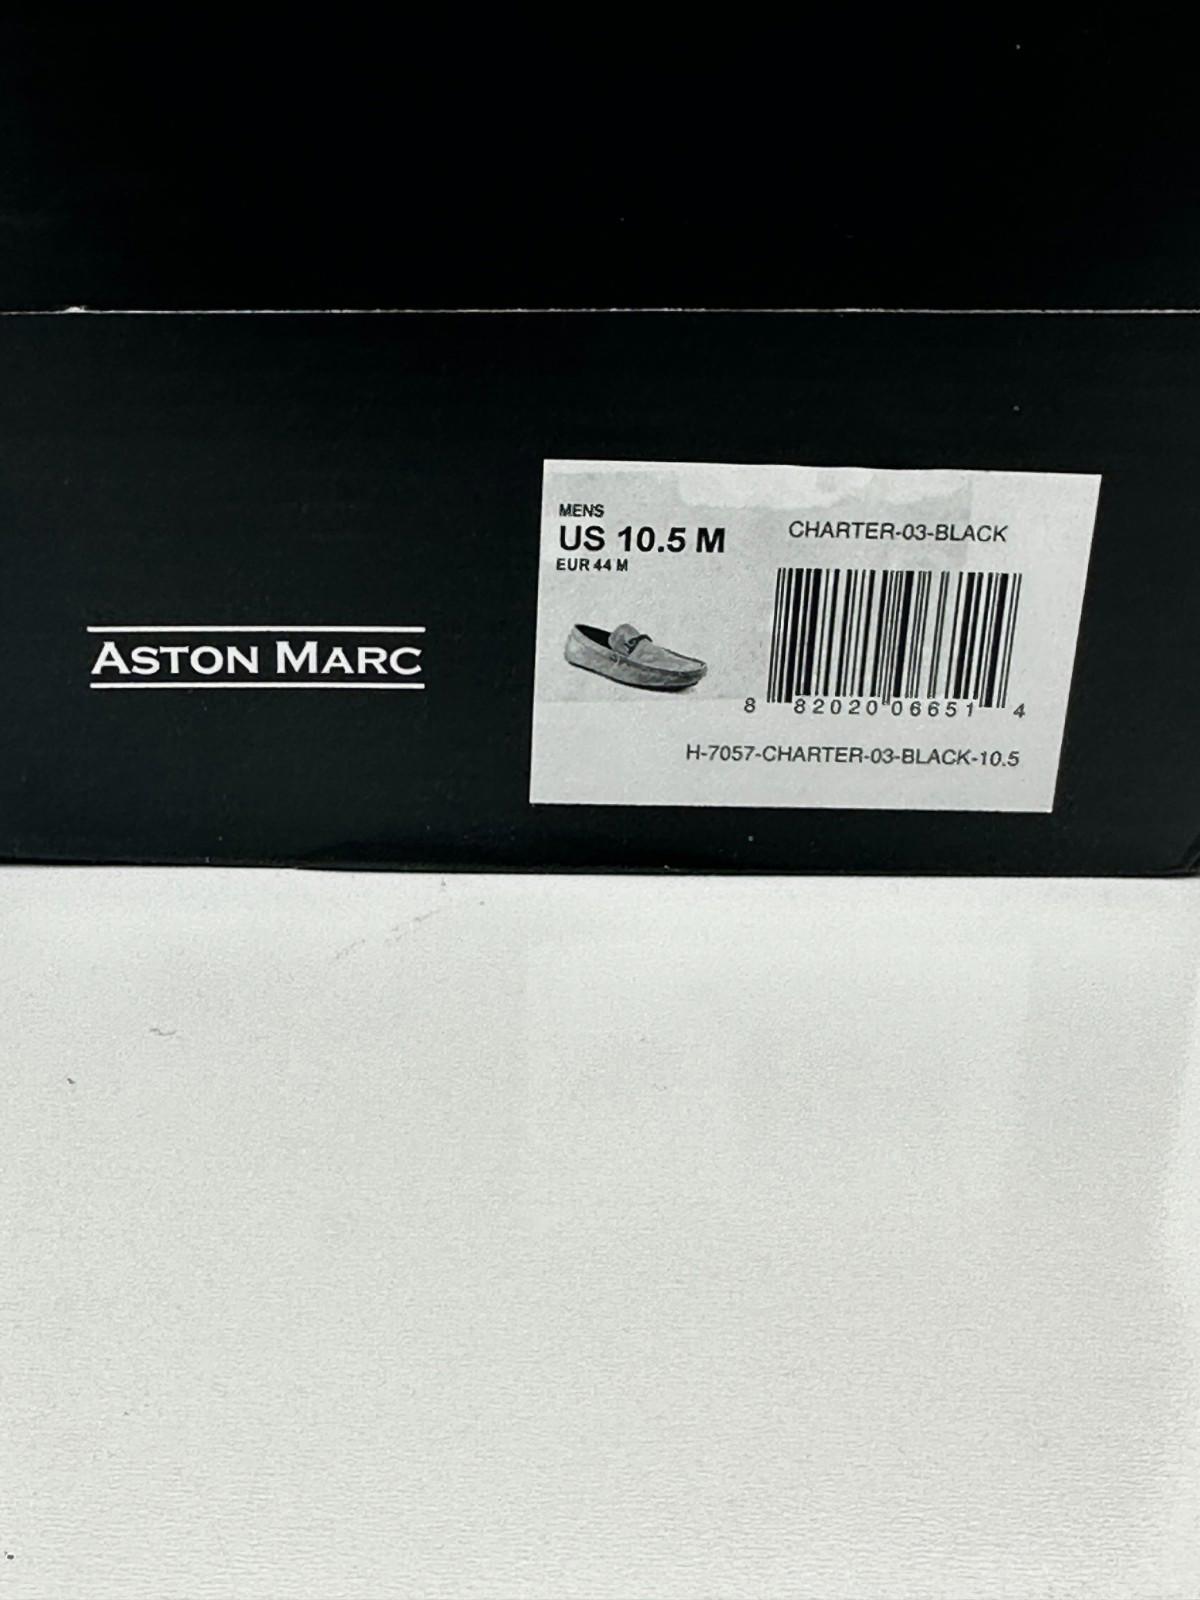 ASTON MARC
MENS
US 10.5 M
EUR 44 M
CHARTER-03-BLACK
8 82020 06651 4
H-7057-CHARTER-03-BLACK-10.5